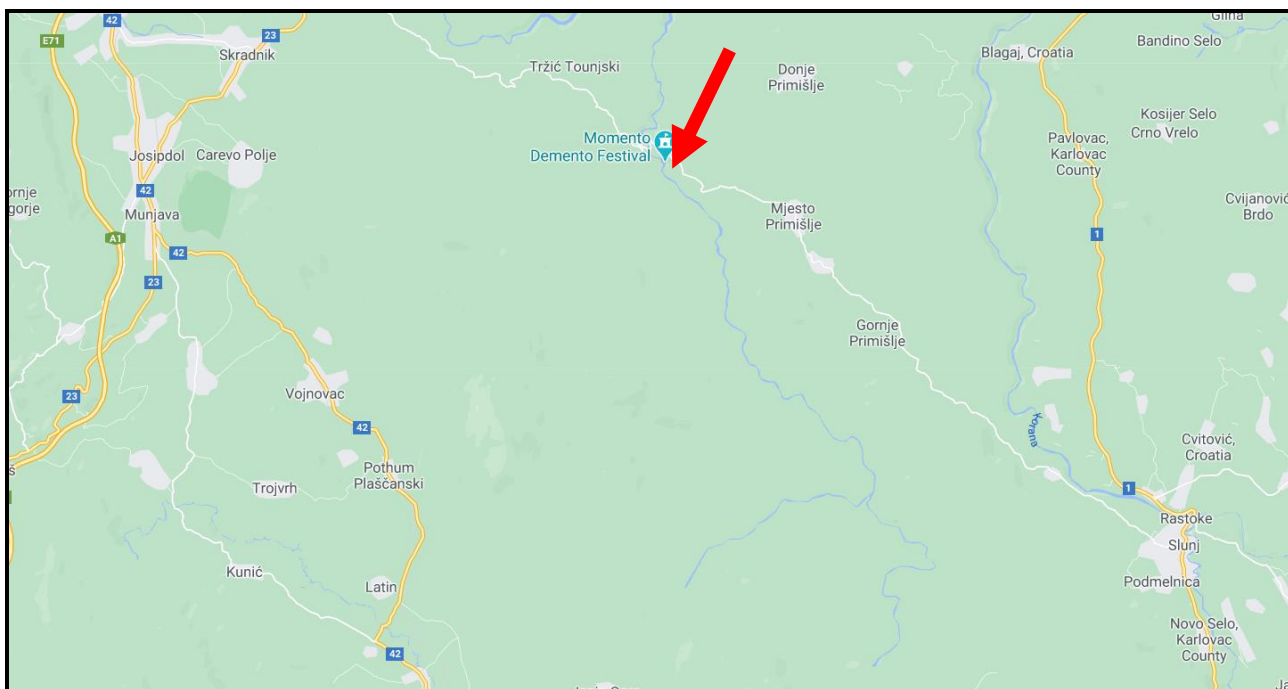 42
23
Glina
E71
Skradnik
Blagaj, Croatia
Bandino Selo
Tržić Tounjski
Donje
Primišlje
Kosijer Selo
Crno Vrelo
Momento
Demento Festival
Pavlovac,
Karlovac
County
Josipdol
Carevo Polje
42
Munjava
Mjesto
Primišlje
Cvijanović
Brdo
A1
1
42
23
Gornje
Primišlje
23
Vojnovac
42
Korana
Cvitović,
Croatia
Pothum
Plaščanski
Trojvrh
1
Rastoke
Slunj
Kunić
Latin
Podmelnica
Novo Selo,
Karlovac
County
42